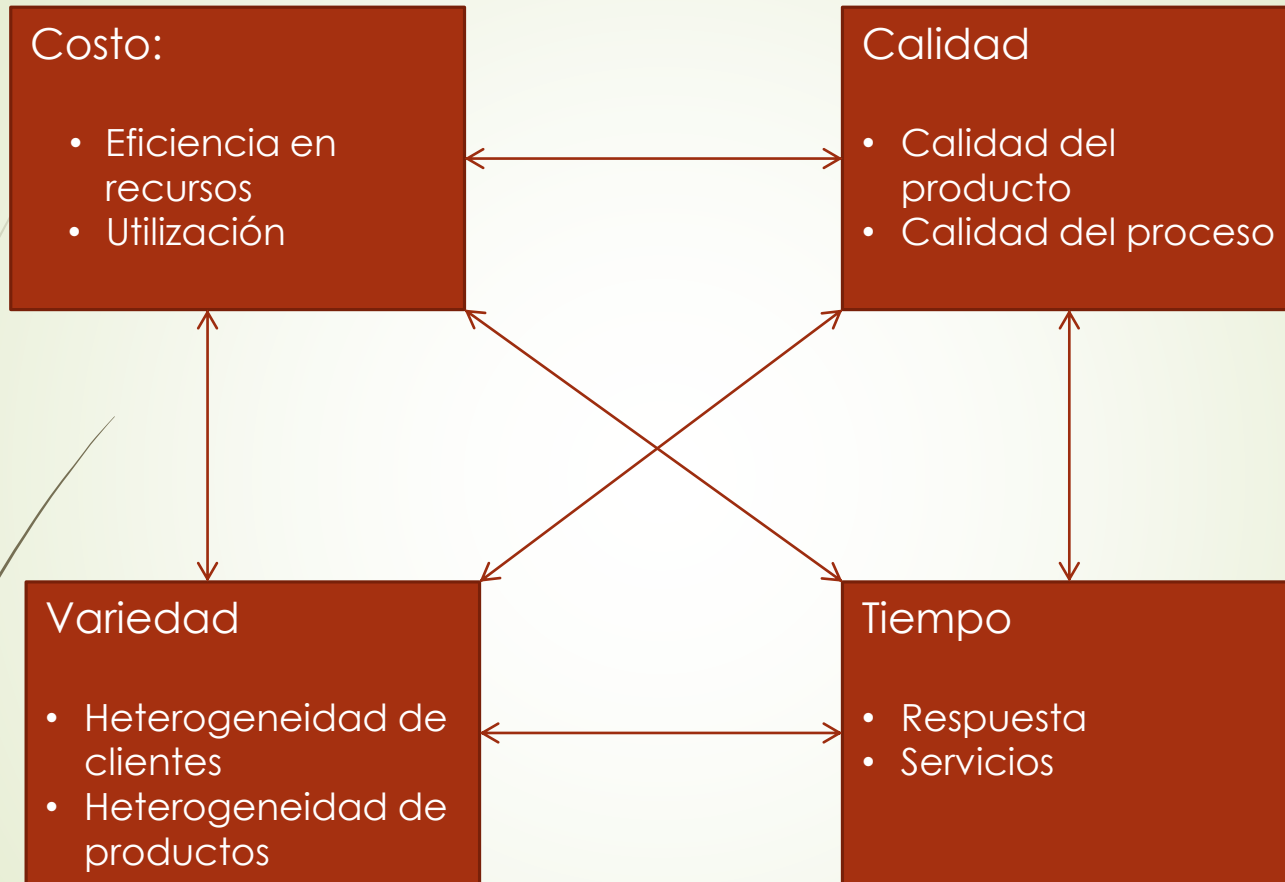 Costo:
• Eficiencia en
recursos
• Utilización
Calidad
• Calidad del
producto
• Calidad del proceso
Variedad
• Heterogeneidad de
clientes
• Heterogeneidad de
productos
Tiempo
• Respuesta
• Servicios